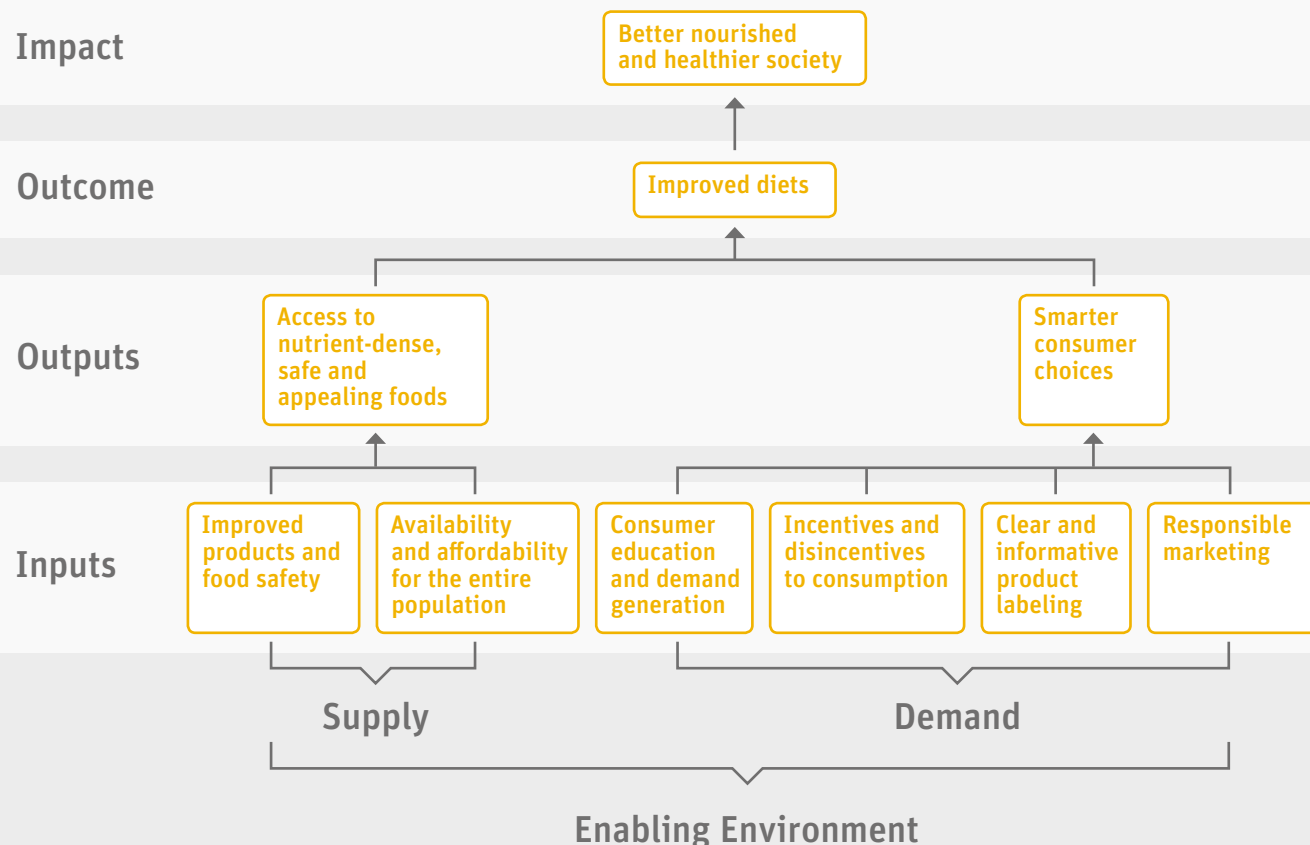 Impact
Better nourished
and healthier society
Outcome
Improved diets
Outputs
Access to
nutrient-dense,
safe and
appealing foods
Smarter
consumer
choices
Inputs
Improved
products and
food safety
Availability
and affordability
for the entire
population
Consumer
education
and demand
generation
Incentives and
disincentives
to consumption
Clear and
informative
product
labeling
Responsible
marketing
Supply
Demand
Enabling Environment